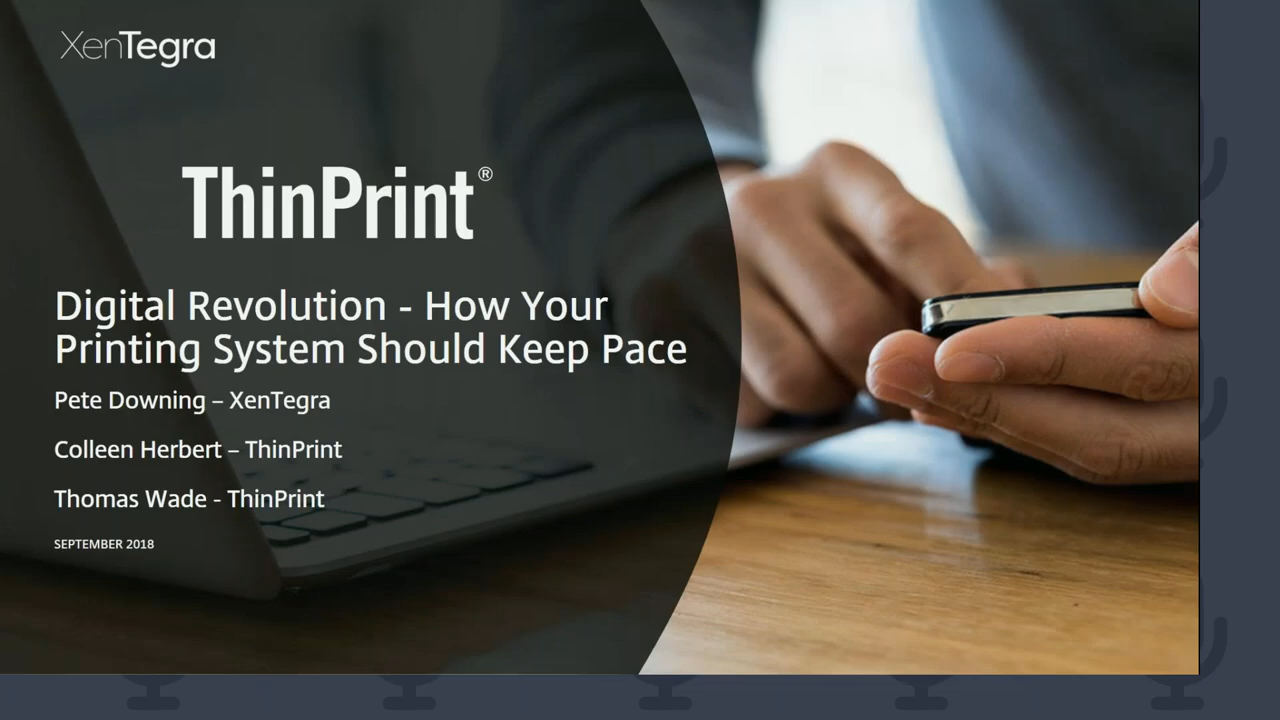 XenTegra
ThinPrint®
Digital Revolution - How Your
Printing System Should Keep Pace
Pete Downing – XenTegra
Colleen Herbert – ThinPrint
Thomas Wade - ThinPrint
SEPTEMBER 2018